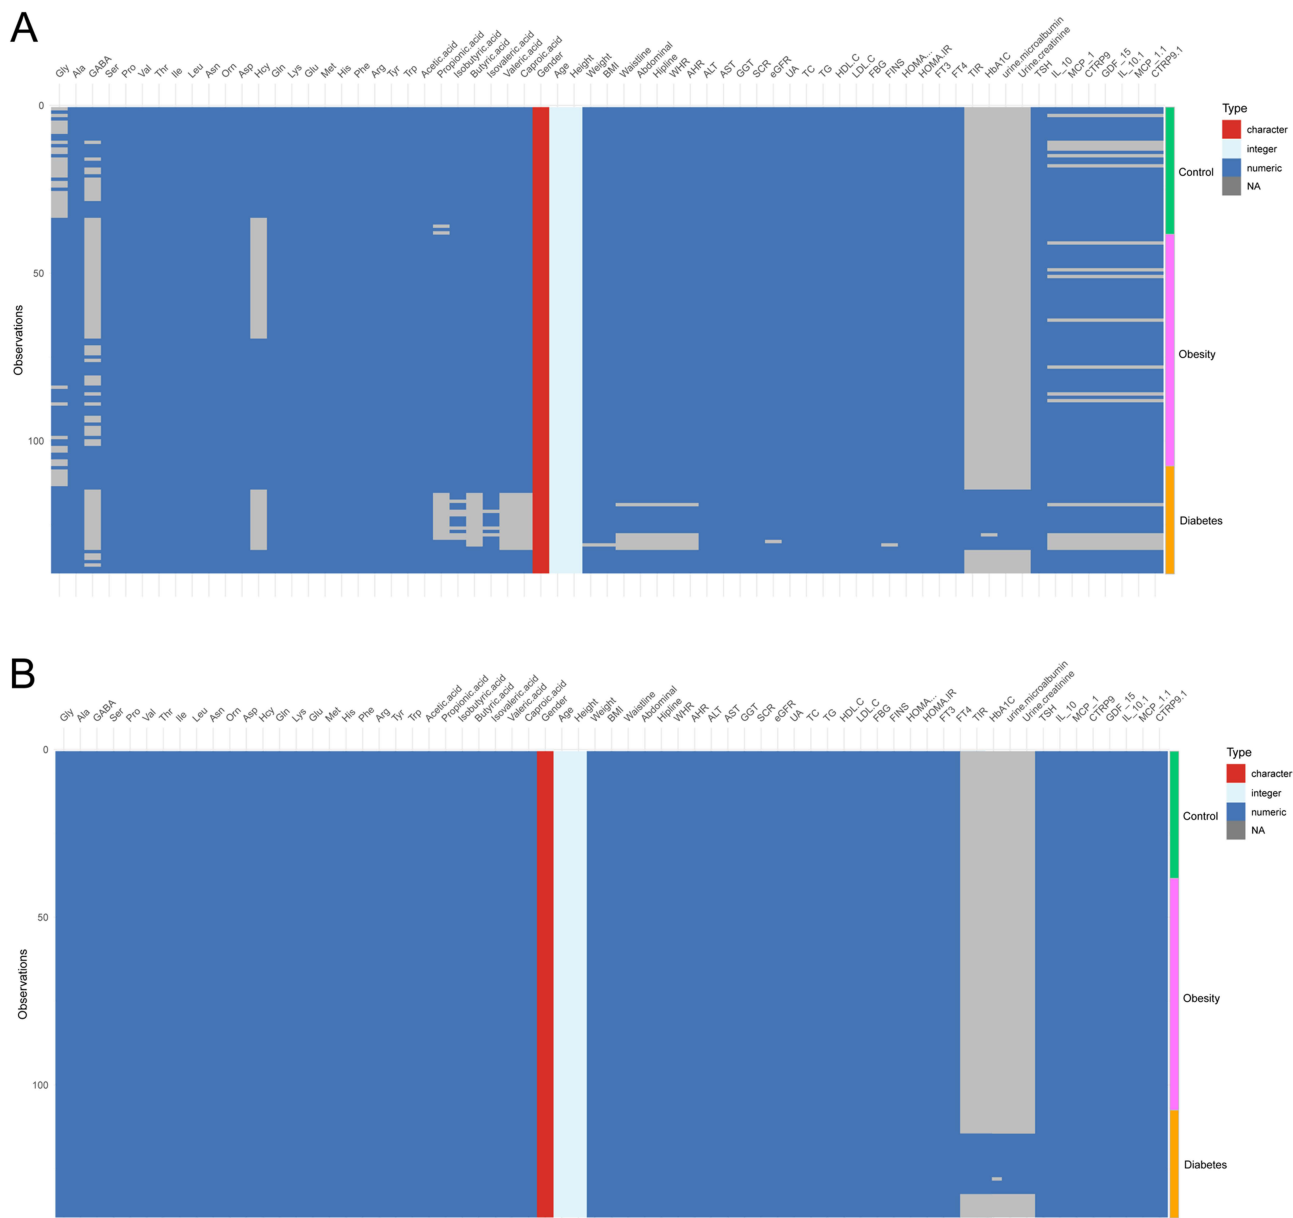 A
Gly
Ala
GABA
Ser
Pro
Val
Thr
Ile
Leu
Asn
Orn
Asp
Hcy
Gln
Lys
Glu
Met
His
Phe
Arg
Tyr
Trp
Acetic.acid
Propionic.acid
Isobutyric.acid
Butyric.acid
Isovaleric.acid
Valeric.acid
Caproic.acid
Gender
Age
Height
Weight
BMI
Waistline
Abdominal
Hipline
WHR
AHR
ALT
AST
GGT
SCR
eGFR
UA
TC
TG
HDL.C
LDL.C
FBG
FINS
HOMA...
HOMA.IR
FT3
FT4
TIR
HbA1C
urine.microalbumin
Urine.creatinine
TSH
IL_10
MCP_1
CTRP9
GDF_15
IL_10.1
MCP_1.1
CTRP9.1
0
50
100
Observations
Control
Obesity
Diabetes
Type
character
integer
numeric
NA
B
Gly
Ala
GABA
Ser
Pro
Val
Thr
Ile
Leu
Asn
Orn
Asp
Hcy
Gln
Lys
Glu
Met
His
Phe
Arg
Tyr
Trp
Acetic.acid
Propionic.acid
Isobutyric.acid
Butyric.acid
Isovaleric.acid
Valeric.acid
Caproic.acid
Gender
Age
Height
Weight
BMI
Waistline
Abdominal
Hipline
WHR
AHR
ALT
AST
GGT
SCR
eGFR
UA
TC
TG
HDL.C
LDL.C
FBG
FINS
HOMA...
HOMA.IR
FT3
FT4
TIR
HbA1C
urine.microalbumin
Urine.creatinine
TSH
IL_10
MCP_1
CTRP9
GDF_15
IL_10.1
MCP_1.1
CTRP9.1
0
50
100
Observations
Control
Obesity
Diabetes
Type
character
integer
numeric
NA